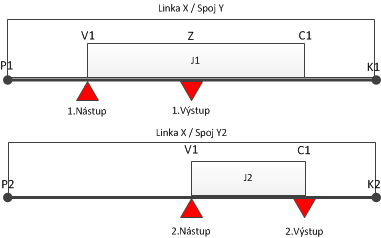 Linka X / Spoj Y
V1 Z C1
P1 J1 K1
1.Nástup 1.Výstup
Linka X / Spoj Y2
V1 C1
P2 J2 K2
2.Nástup 2.Výstup